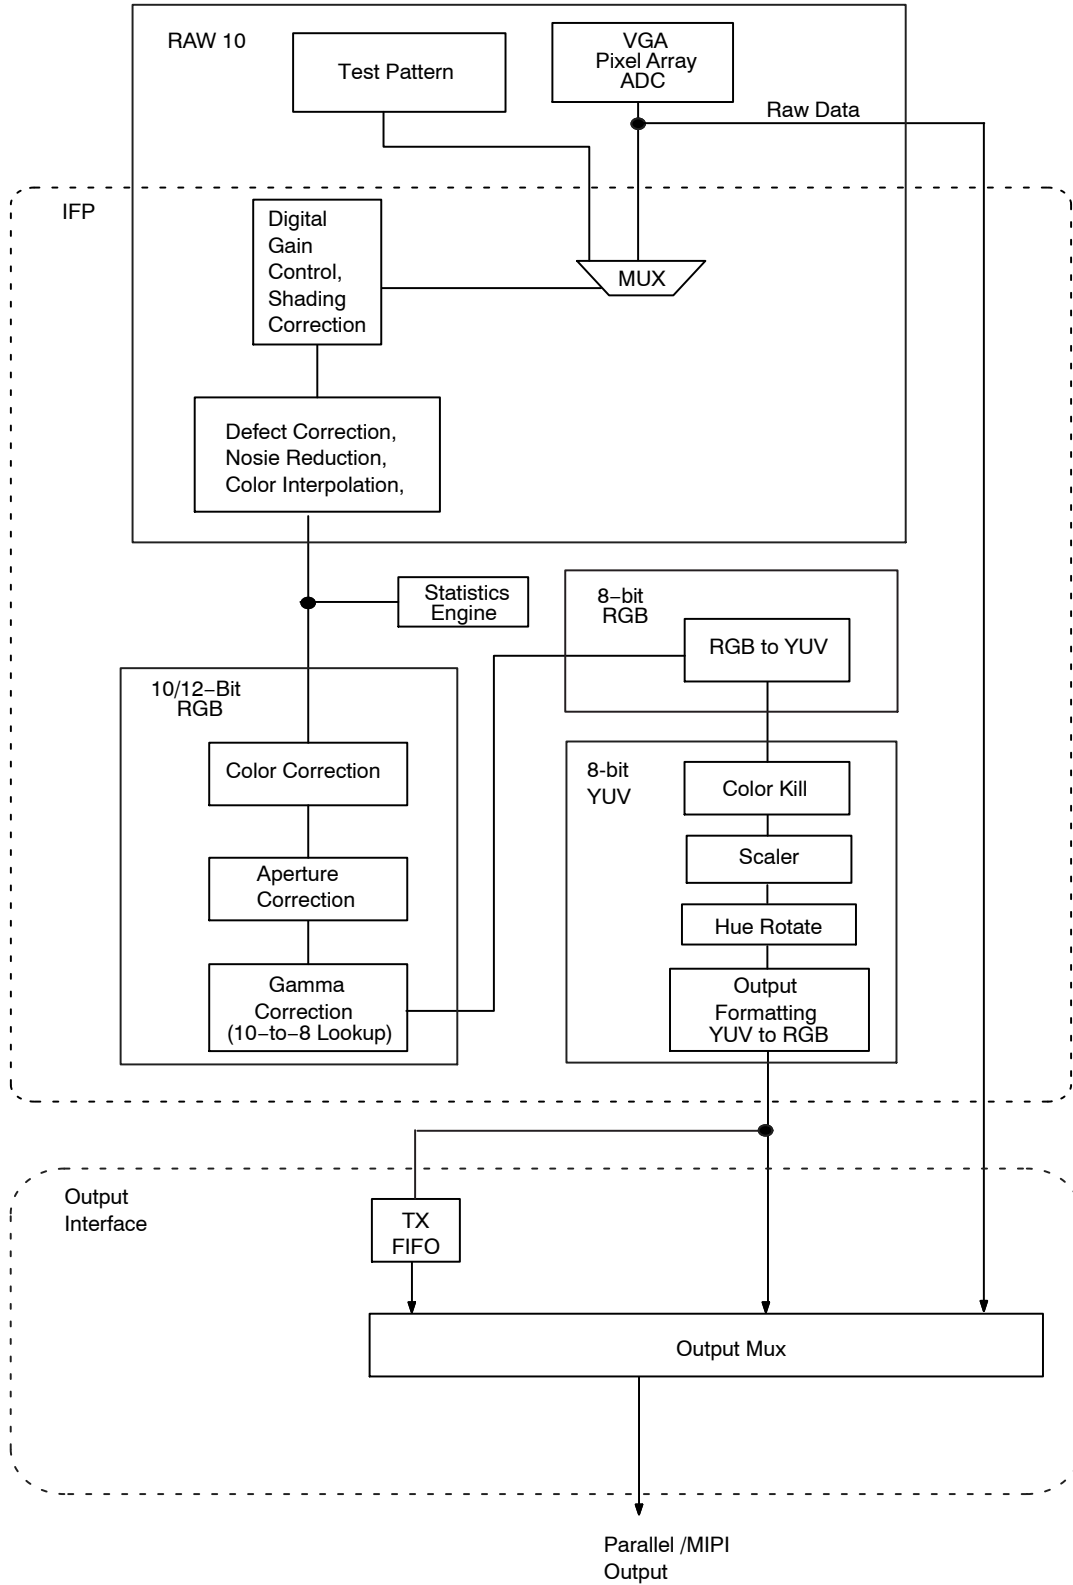 RAW 10
Test Pattern
VGA
Pixel Array
ADC
Raw Data
IFP
Digital
Gain
Control,
Shading
Correction
MUX
Defect Correction,
Nosie Reduction,
Color Interpolation,
Statistics
Engine
8–bit
RGB
RGB to YUV
10/12–Bit
RGB
Color Correction
Aperture
Correction
Gamma
Correction
(10–to–8 Lookup)
8-bit
YUV
Color Kill
Scaler
Hue Rotate
Output
Formatting
YUV to RGB
Output
Interface
TX
FIFO
Output Mux
Parallel /MIPI
Output